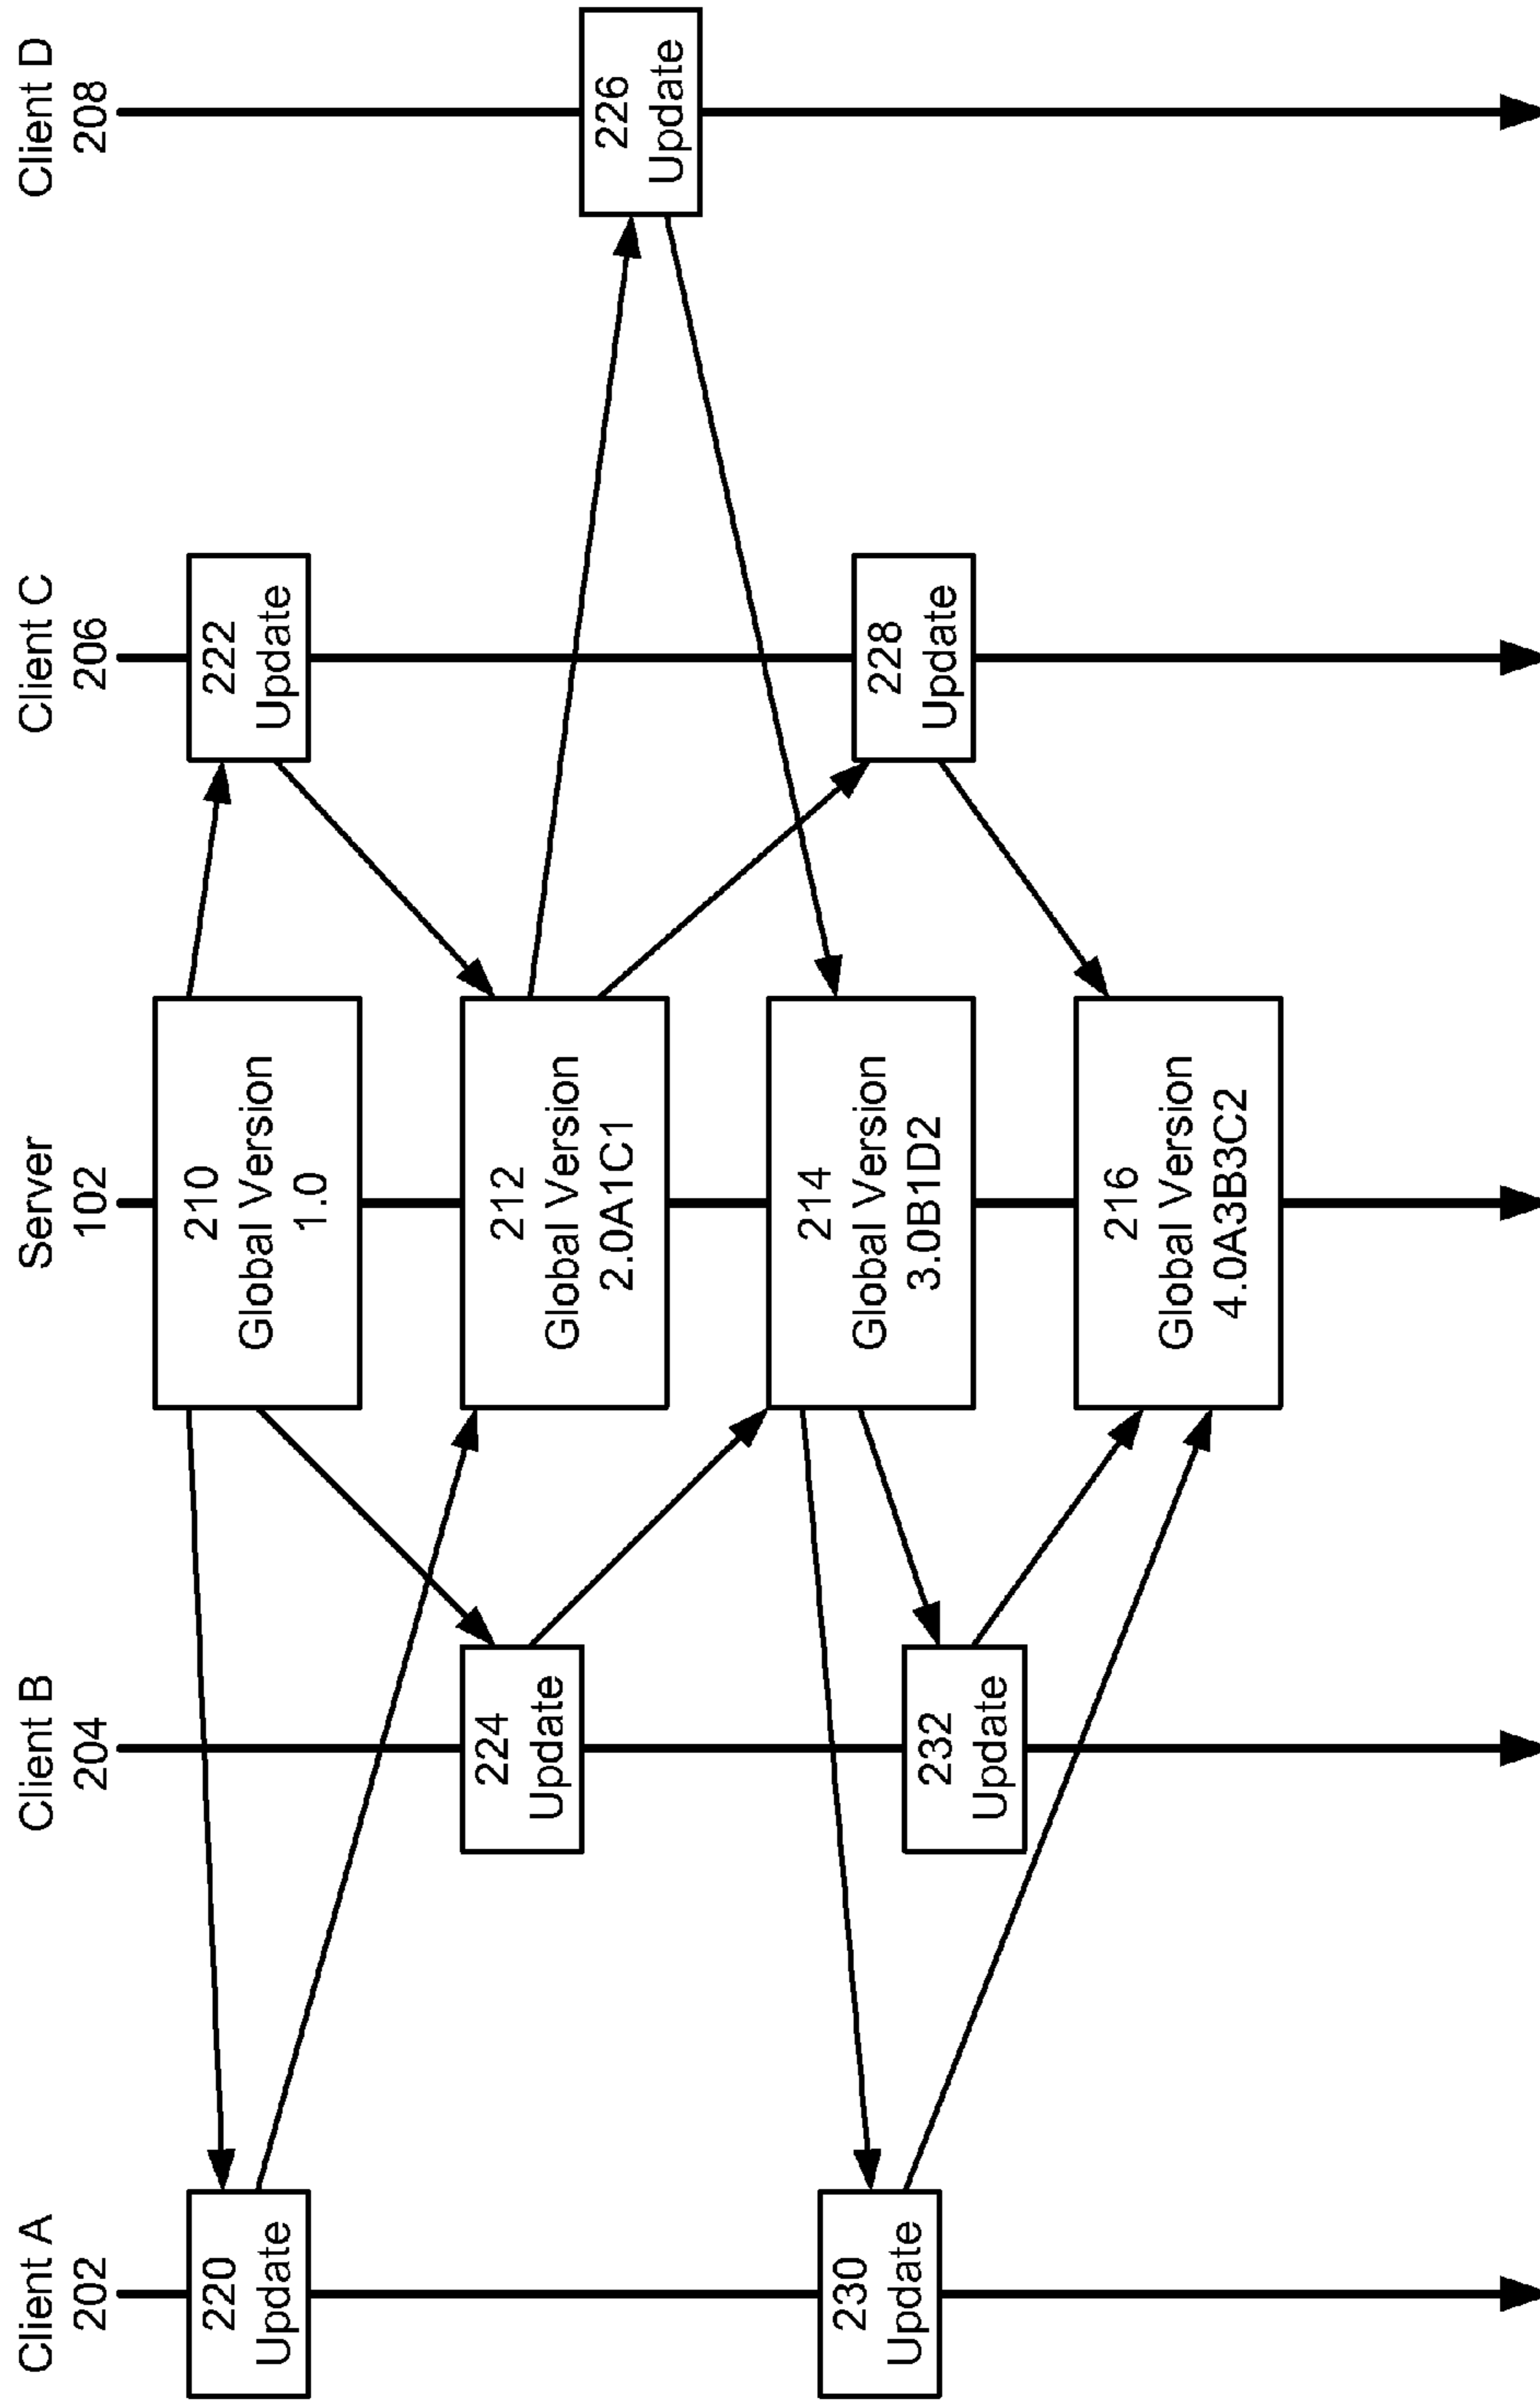 Client A
202
Client B
204
Server
102
Client C
206
Client D
208
220
Update
210
Global Version
1.0
222
Update
224
Update
212
Global Version
2.0A1C1
226
Update
230
Update
232
Update
214
Global Version
3.0B1D2
228
Update
216
Global Version
4.0A3B3C2